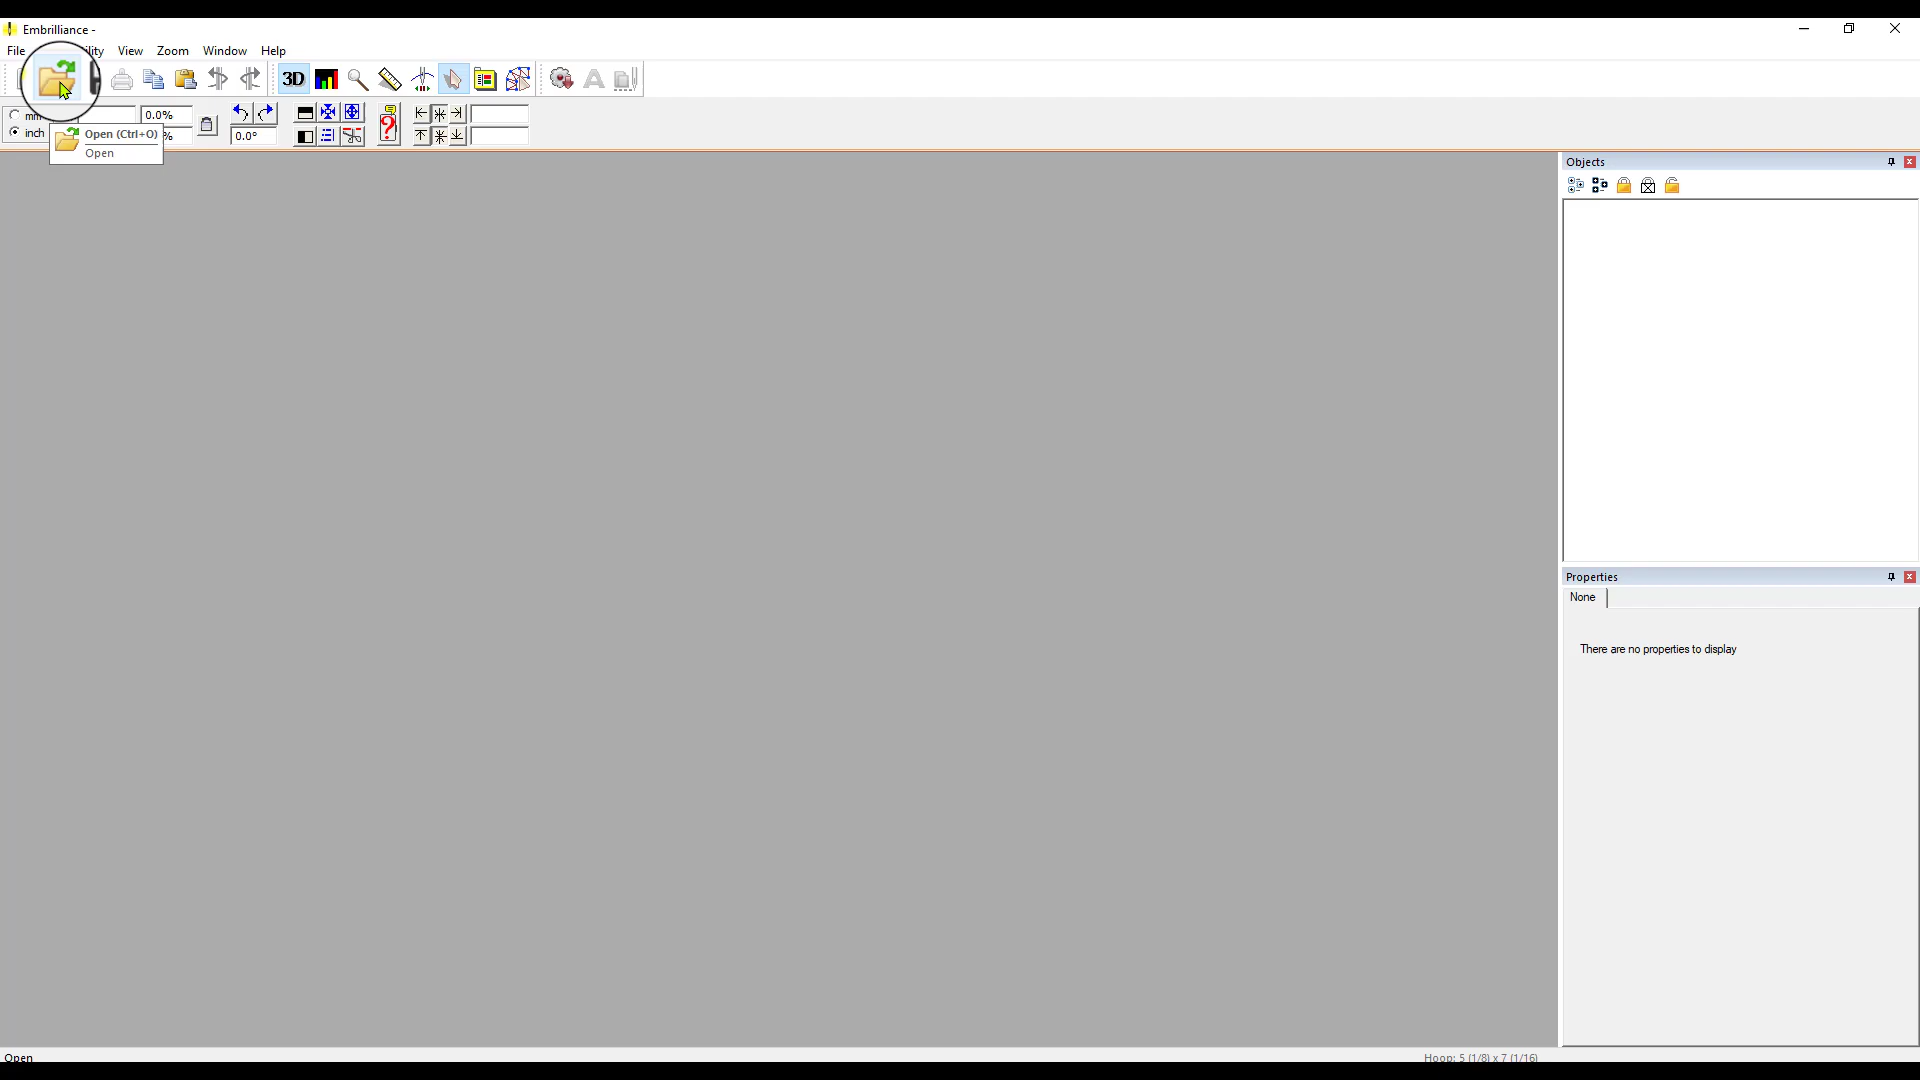 Embrilliance -
File ility View Zoom Window Help
3D
mm 0.0%
inch % 0.0°
Open (Ctrl+O)
Open
Objects
Properties
None
There are no properties to display
Open Hoop: 5 (1/8) x 7 (1/16)